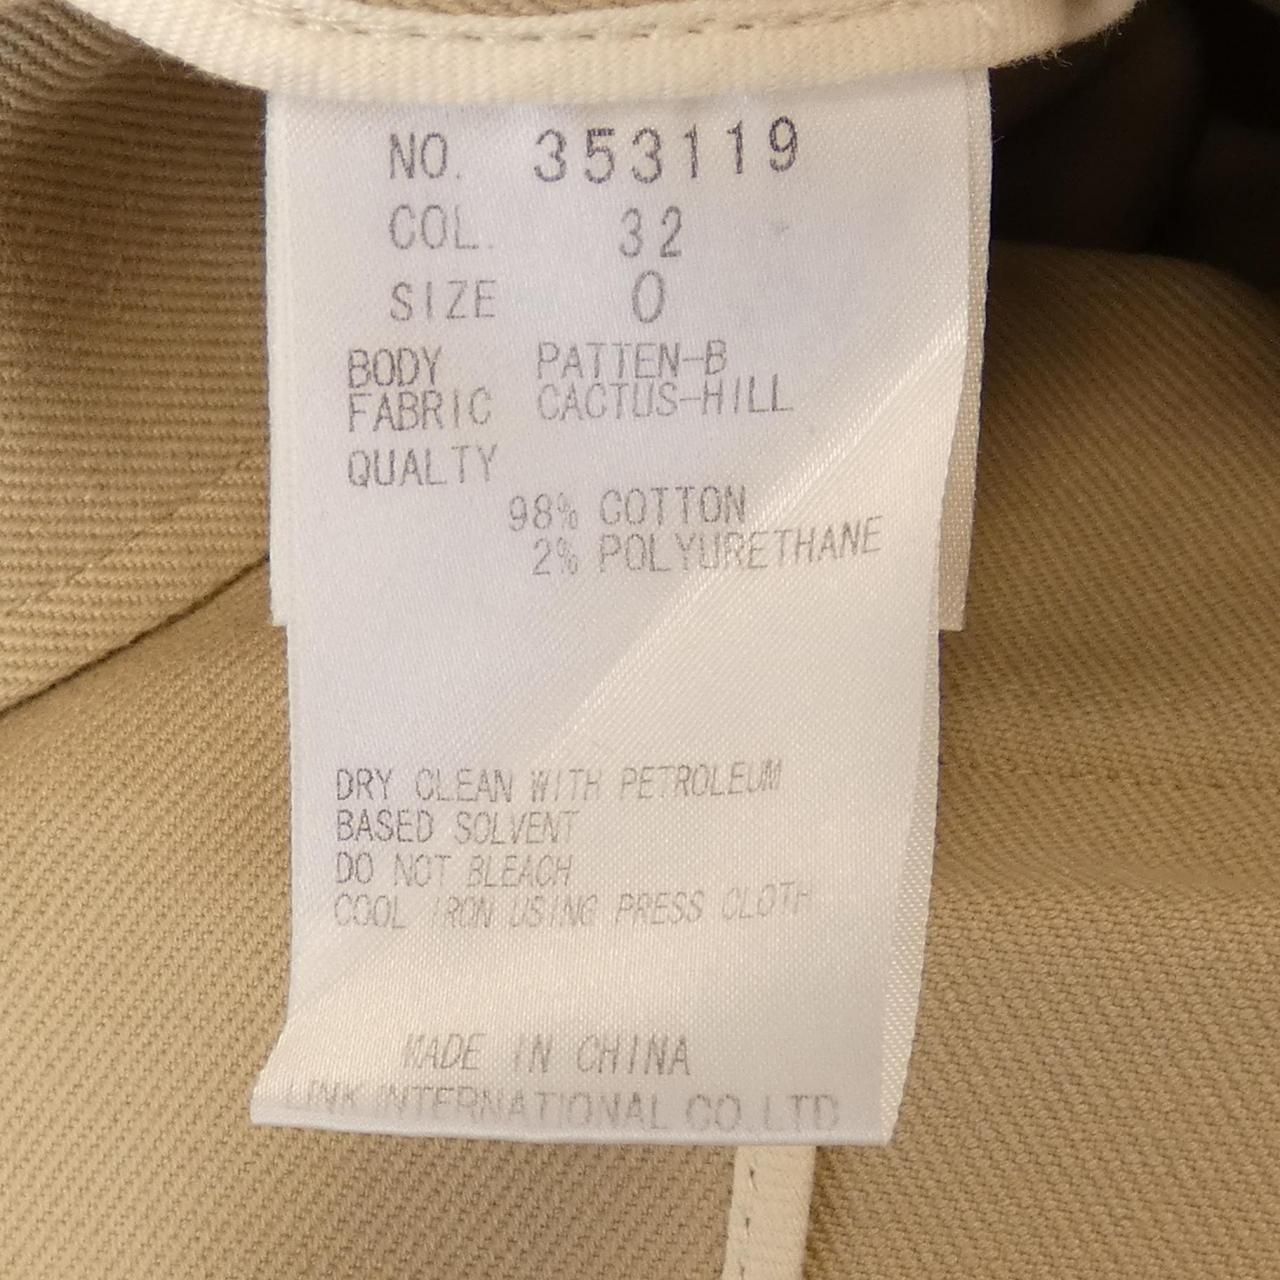 NO. 353119
COL. 32
SIZE 0
BODY PATTEN-B
FABRIC CACTUS-HILL
QUALTY
98% COTTON
2% POLYURETHANE
DRY CLEAN WITH PETROLEUM
BASED SOLVENT
DO NOT BLEACH
COOL IRON USING PRESS CLOTH
MADE IN CHINA
LINK INTERNATIONAL CO.LTD